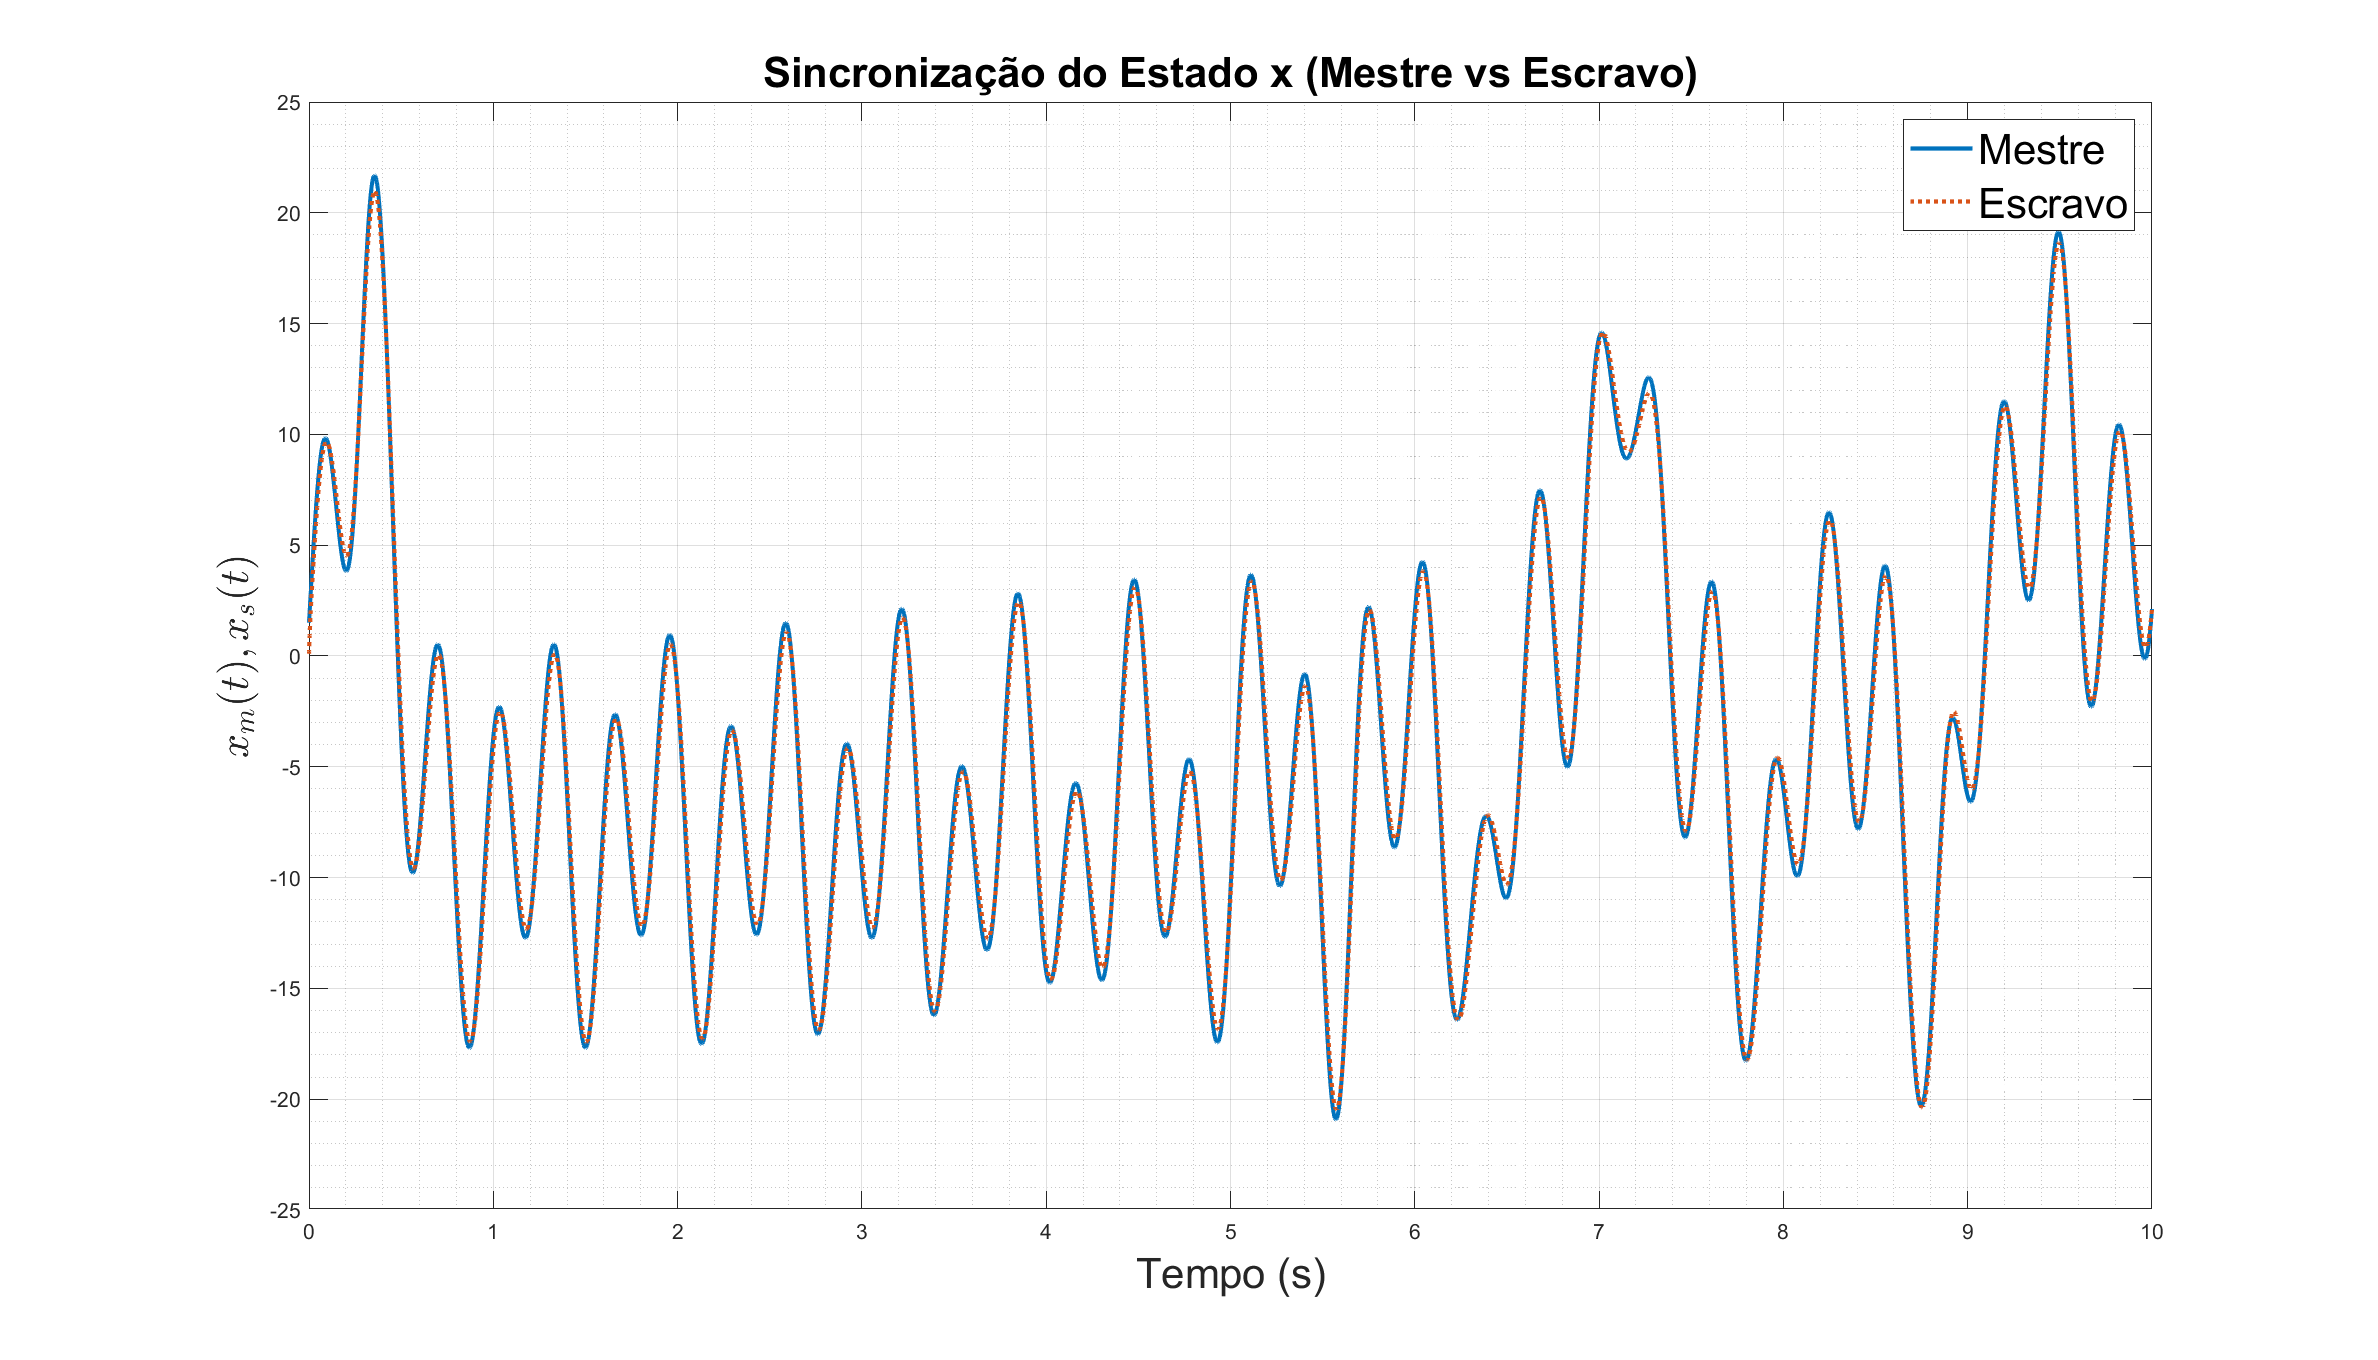 Sincronização do Estado x (Mestre vs Escravo)
Mestre
Escravo
25
20
15
10
5
0
-5
-10
-15
-20
-25
x_m(t), x_s(t)
0 1 2 3 4 5 6 7 8 9 10
Tempo (s)